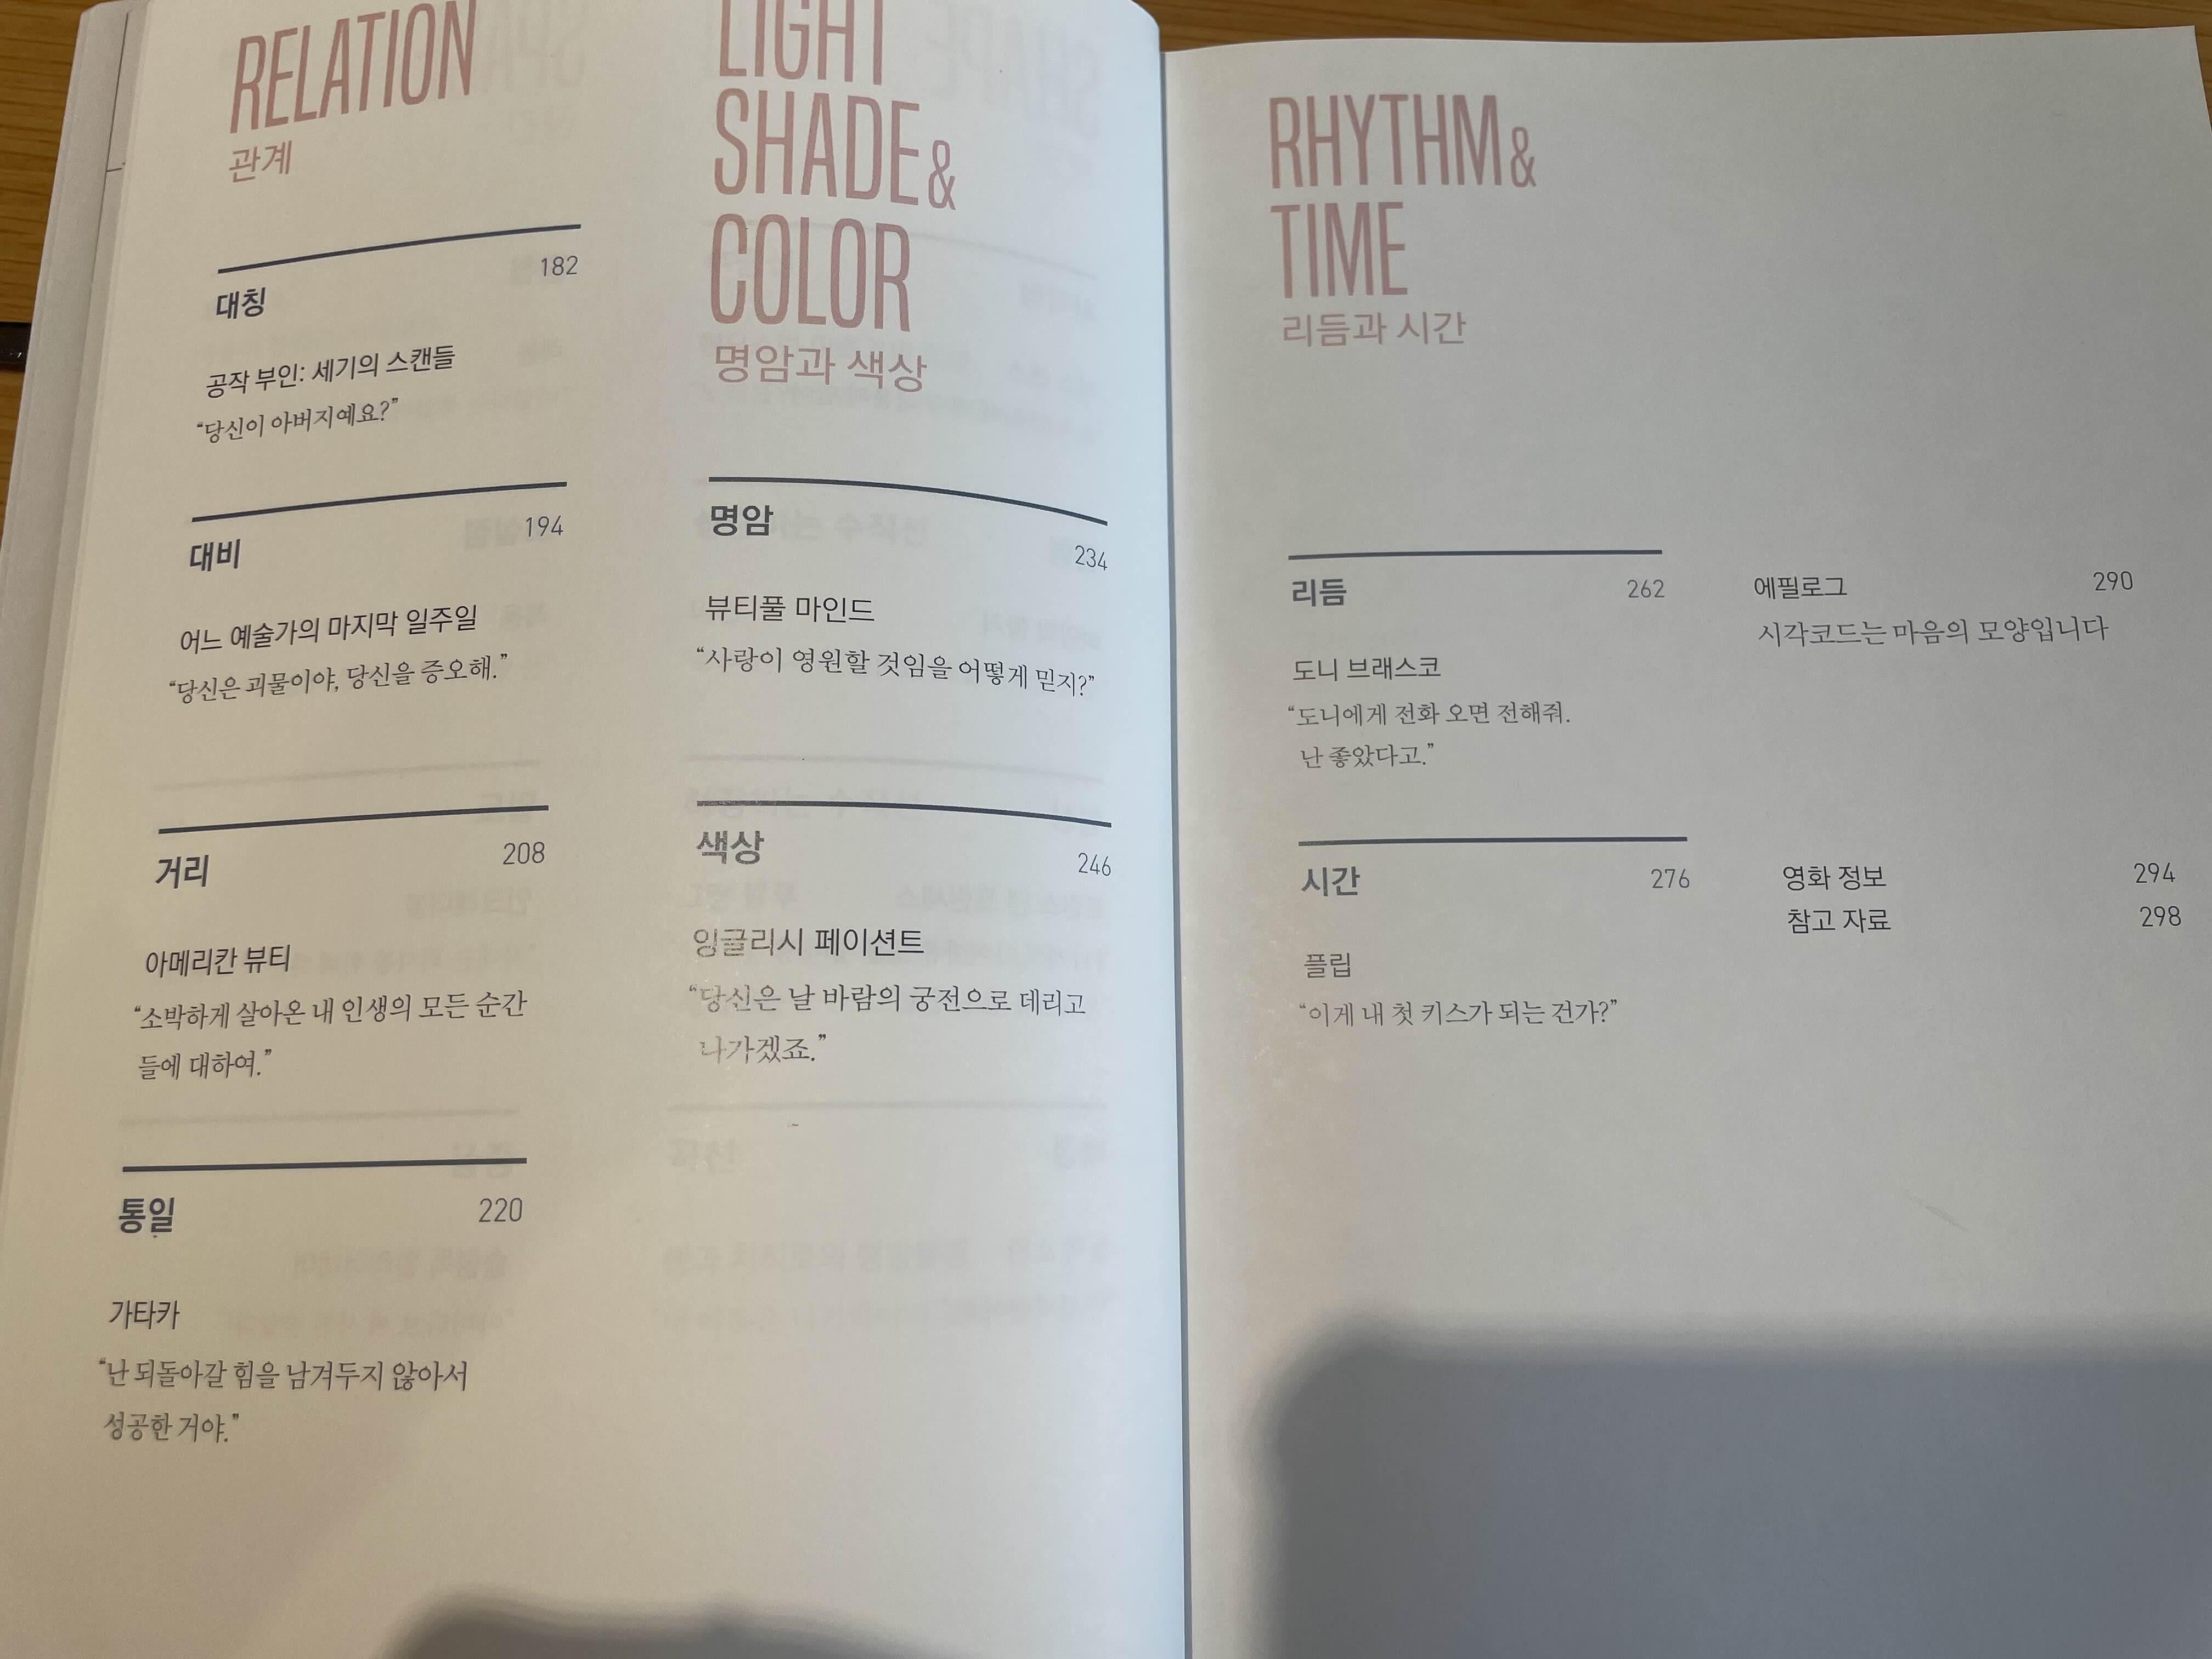 RELATION
관계
182
대칭
공작 부인: 세기의 스캔들
“당신이 아버지예요?”
194
대비
어느 예술가의 마지막 일주일
“당신은 괴물이야, 당신을 증오해.”
208
거리
아메리칸 뷰티
“소박하게 살아온 내 인생의 모든 순간
들에 대하여.”
통일 220
가타카
“난 되돌아갈 힘을 남겨두지 않아서
성공한 거야.”
LIGHT
SHADE &
COLOR
명암과 색상
명암
234
뷰티풀 마인드
“사랑이 영원할 것임을 어떻게 믿지?”
색상
246
잉글리시 페이션트
“당신은 날 바람의 궁전으로 데리고
나가겠죠.”
RHYTHM &
TIME
리듬과 시간
리듬 262
도니 브래스코
“도니에게 전화 오면 전해줘.
난 좋았다고.”
시간 276
플립
“이게 내 첫 키스가 되는 건가?”
에필로그 290
시각코드는 마음의 모양입니다
영화 정보 294
참고 자료 298